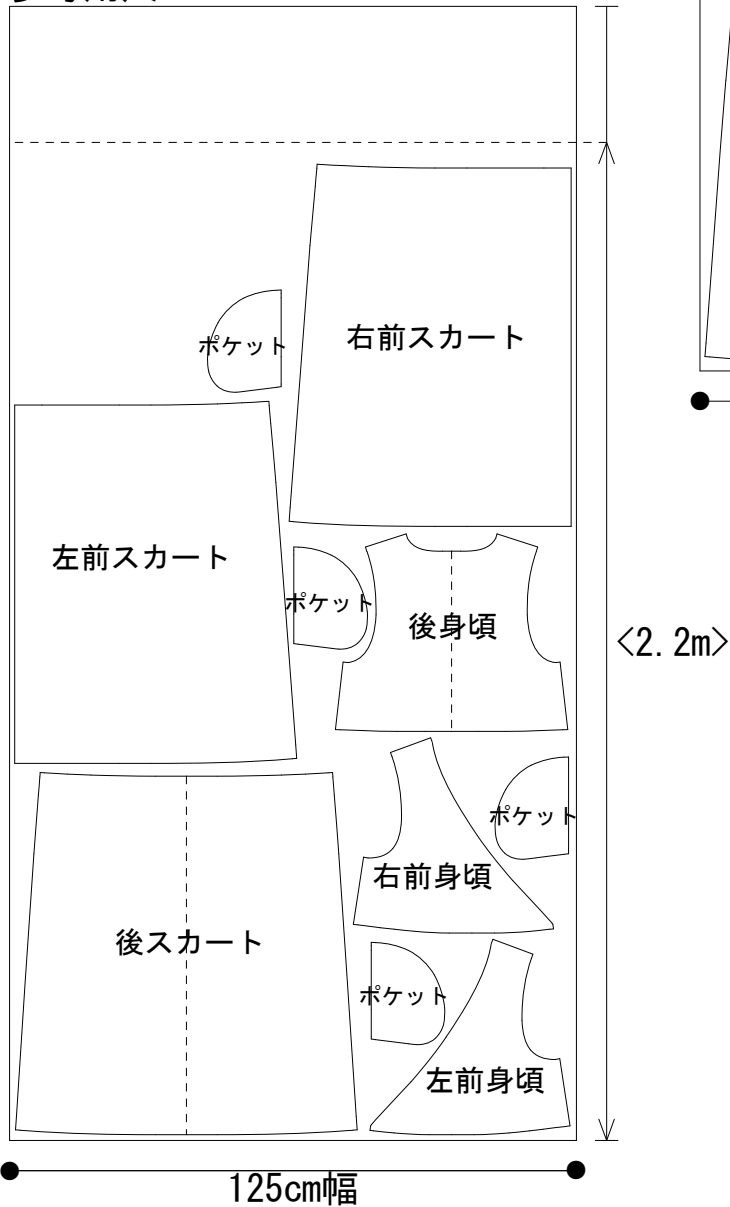 右前スカート
ポケット
左前スカート
ポケット
後身頃
<2.2m>
ポケット
右前身頃
後スカート
ポケット
左前身頃
125cm幅